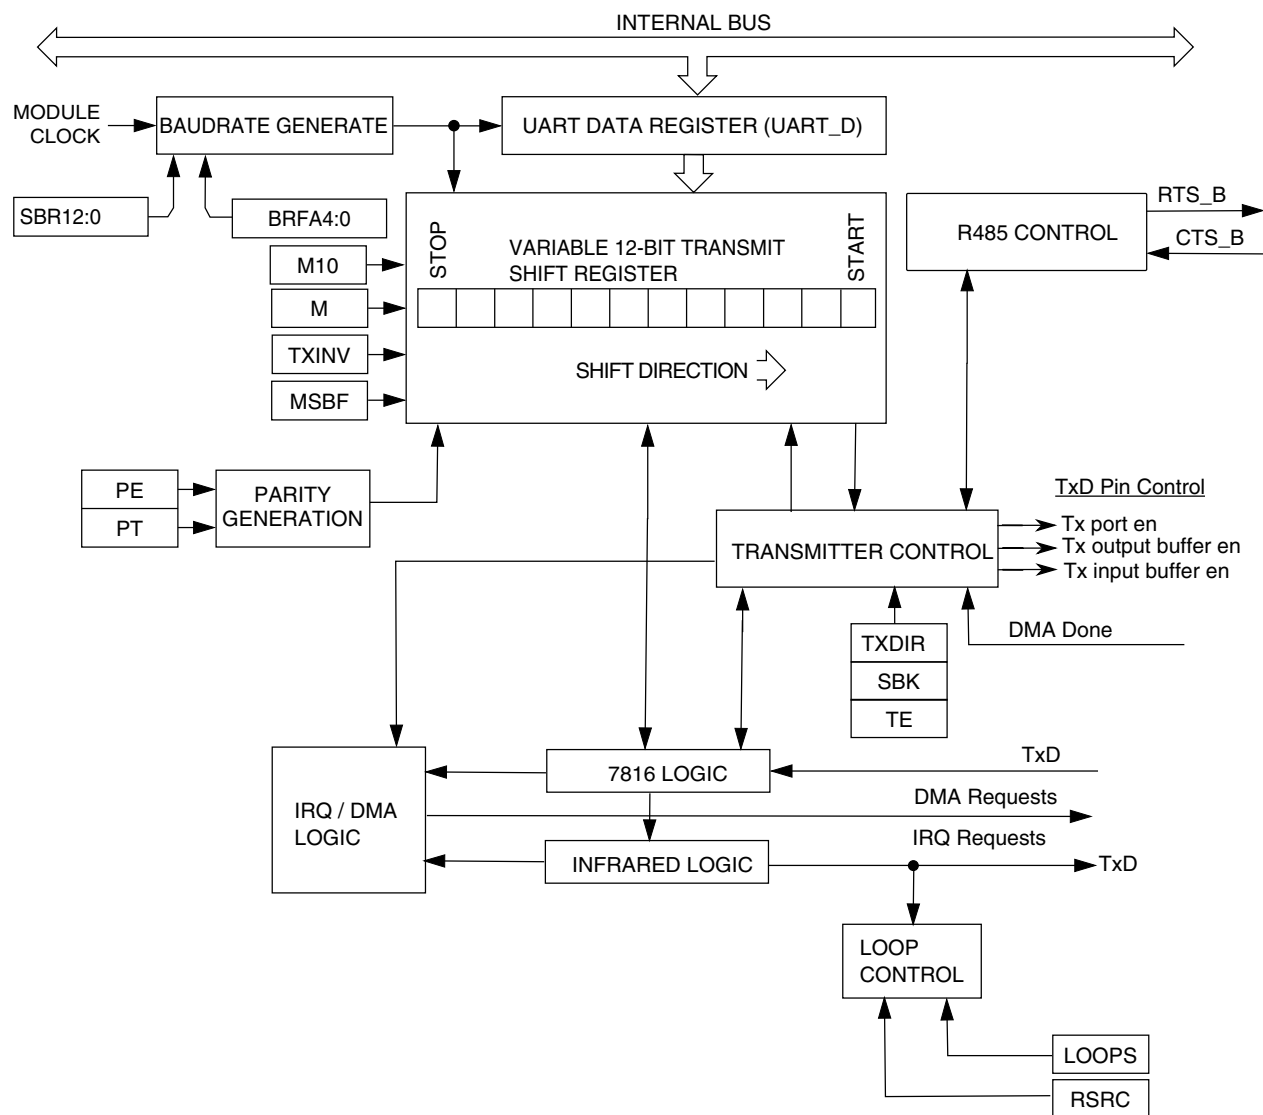 INTERNAL BUS
MODULE
CLOCK
BAUDRATE GENERATE
UART DATA REGISTER (UART_D)
SBR12:0
BRFA4:0
RTS_B
R485 CONTROL
CTS_B
M10
M
TXINV
MSBF
STOP
VARIABLE 12-BIT TRANSMIT
SHIFT REGISTER
START
SHIFT DIRECTION
PE
PT
PARITY
GENERATION
TxD Pin Control
Tx port en
Tx output buffer en
Tx input buffer en
TRANSMITTER CONTROL
DMA Done
TXDIR
SBK
TE
7816 LOGIC
TxD
DMA Requests
IRQ / DMA
LOGIC
IRQ Requests
INFRARED LOGIC
TxD
LOOP
CONTROL
LOOPS
RSRC